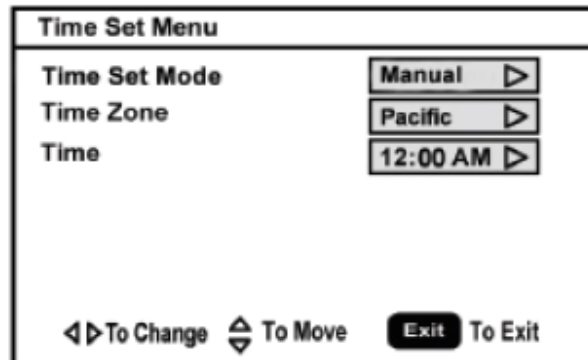 Time Set Menu
Time Set Mode Manual
Time Zone Pacific
Time 12:00 AM
To Change To Move Exit To Exit